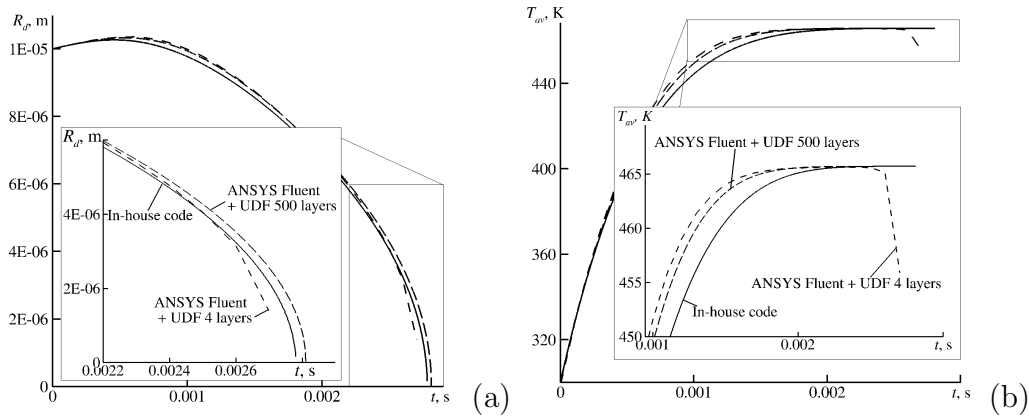 R_d, m
1E-05
8E-06
6E-06
4E-06
2E-06
0
0
0.001
0.002
t, s
R_d, m
4E-06
2E-06
0
0.0022
0.0024
0.0026
t, s
In-house code
ANSYS Fluent
+ UDF 500 layers
ANSYS Fluent
+ UDF 4 layers
(a)
T_av, K
440
400
360
320
0
0.001
0.002
t, s
T_av, K
465
460
455
450
0.001
0.002
t, s
ANSYS Fluent + UDF 500 layers
ANSYS Fluent + UDF 4 layers
In-house code
(b)